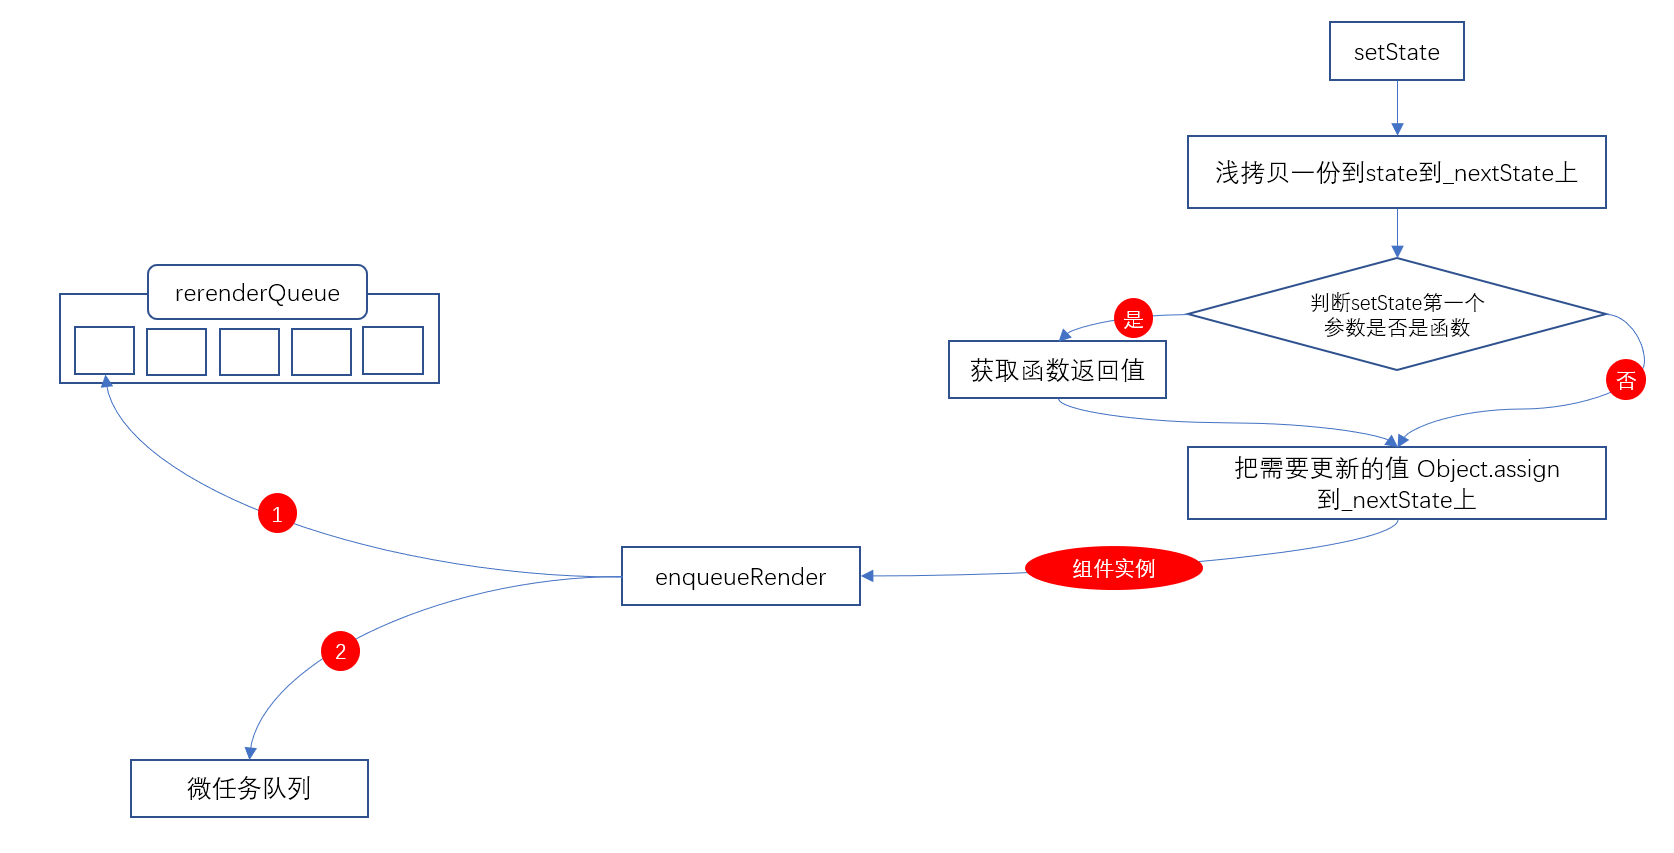 setState
浅拷贝一份到state到_nextState上
判断setState第一个
参数是否是函数
是
否
获取函数返回值
把需要更新的值 Object.assign
到_nextState上
组件实例
enqueueRender
1
2
rerenderQueue
微任务队列